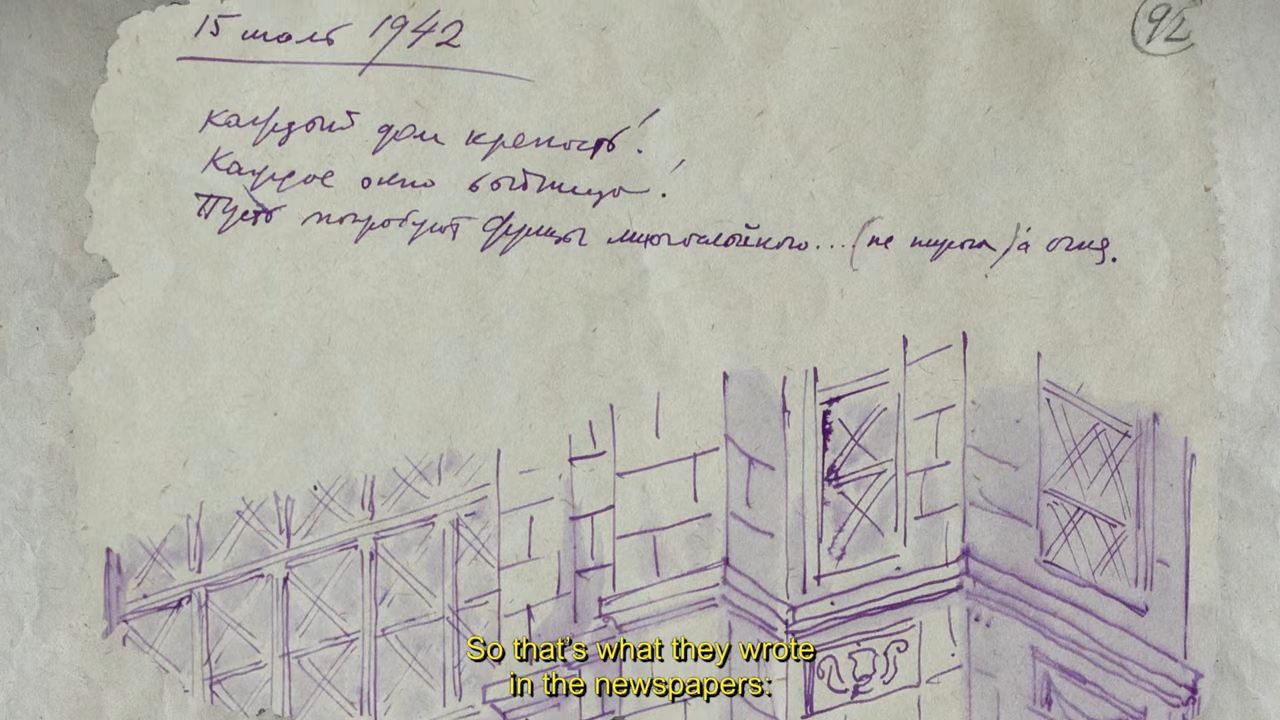 15 июль 1942
92
Каждый дом крепость!
Каждое окно бойница!
Пусть попробуют фрицы многослойного... (не пирога) а огня.
So that's what they wrote
in the newspapers: